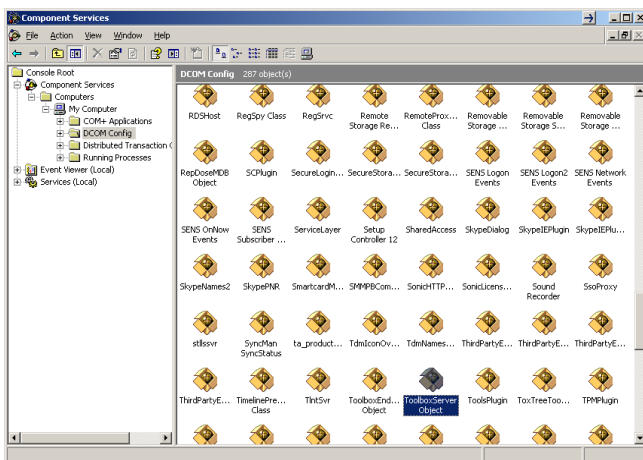 Component Services
File Action View Window Help
Console Root
Component Services
Computers
My Computer
COM+ Applications
DCOM Config
Distributed Transaction C
Running Processes
Event Viewer (Local)
Services (Local)
DCOM Config 287 object(s)
RDSHost
RegSpy Class
RegSrvc
Remote
Storage Re...
RemoteProx...
Class
Removable
Storage ...
Removable
Storage S...
Removable
Storage ...
RepDoseMDB
Object
SCPlugin
SecureLogin...
SecureStora...
SecureStora...
SENS Logon
Events
SENS Logon2
Events
SENS Network
Events
SENS OnNow
Events
SENS
Subscriber ...
ServiceLayer
Setup
Controller 12
SharedAccess
SkypeDialog
SkypeIEPlugin
SkypeIEPlu...
SkypeNames2
SkypePNR
SmartcardM...
SMMPBCom...
SonicHTTP...
SonicLicens...
Sound
Recorder
SsoProxy
stllssvr
SyncMan
SyncStatus
ta_product...
TdmIconOv...
TdmNames...
ThirdPartyE...
ThirdPartyE...
ThirdPartyE...
ThirdPartyE...
TimelinePre...
Class
TlntSvr
ToolboxEnd...
Object
ToolboxServer
Object
ToolsPlugin
ToxTreeToo...
TPMPlugin